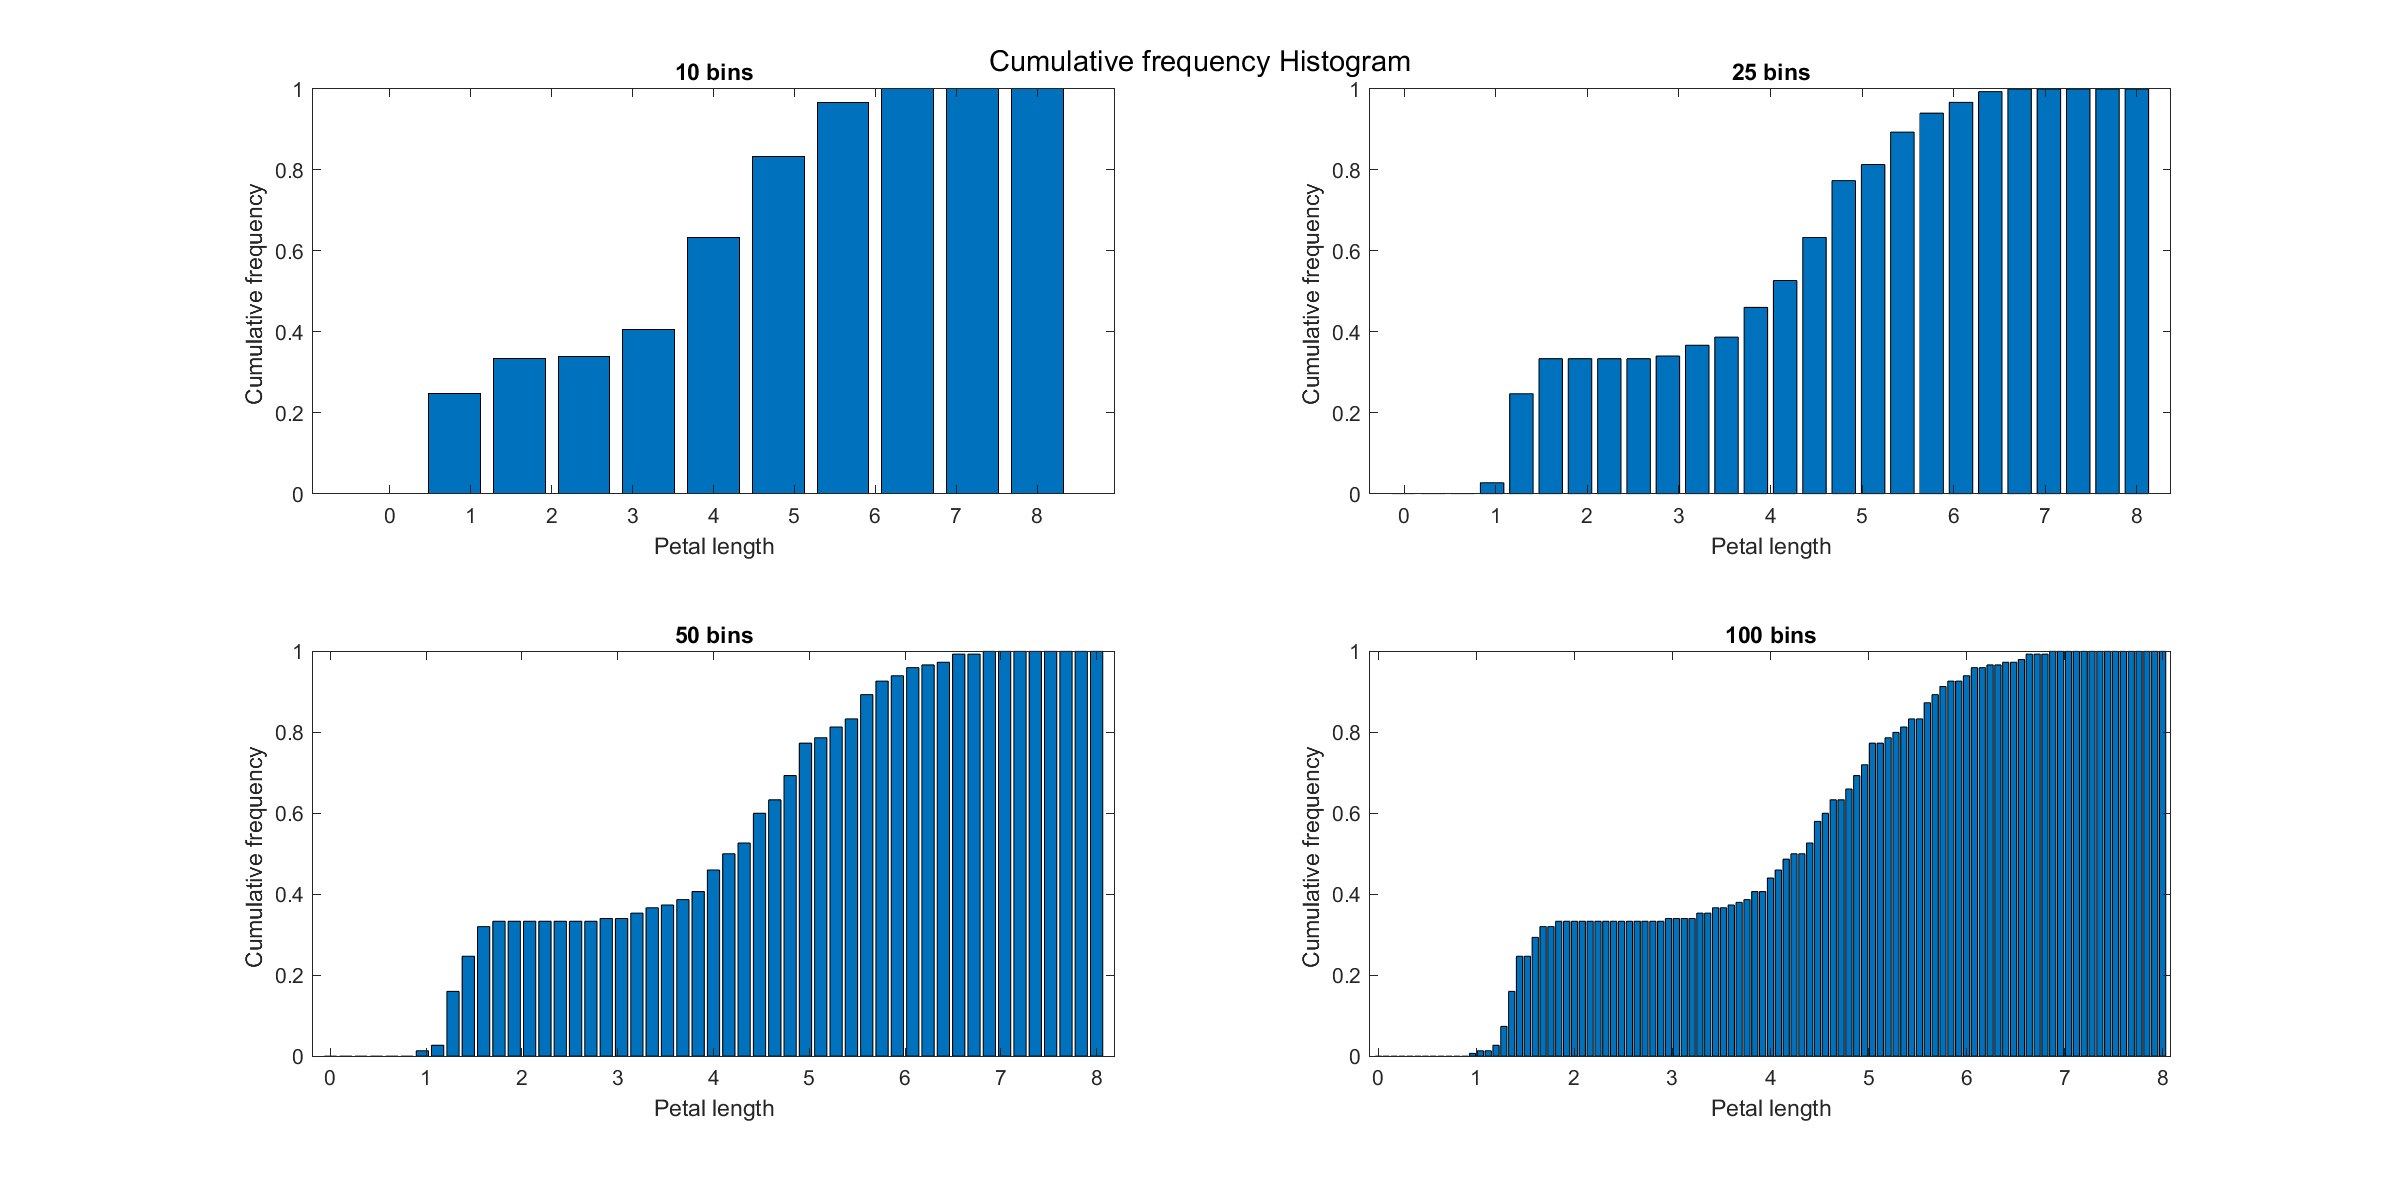 Cumulative frequency Histogram
10 bins
1
0.8
0.6
0.4
0.2
0
Cumulative frequency
0 1 2 3 4 5 6 7 8
Petal length
25 bins
1
0.8
0.6
0.4
0.2
0
Cumulative frequency
0 1 2 3 4 5 6 7 8
Petal length
50 bins
1
0.8
0.6
0.4
0.2
0
Cumulative frequency
0 1 2 3 4 5 6 7 8
Petal length
100 bins
1
0.8
0.6
0.4
0.2
0
Cumulative frequency
0 1 2 3 4 5 6 7 8
Petal length